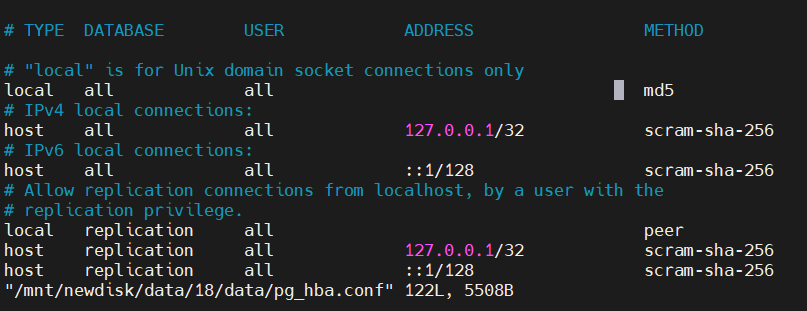 # TYPE  DATABASE        USER            ADDRESS                 METHOD
# "local" is for Unix domain socket connections only
local   all             all                                     md5
# IPv4 local connections:
host    all             all             127.0.0.1/32            scram-sha-256
# IPv6 local connections:
host    all             all             ::1/128                 scram-sha-256
# Allow replication connections from localhost, by a user with the
# replication privilege.
local   replication     all                                     peer
host    replication     all             127.0.0.1/32            scram-sha-256
host    replication     all             ::1/128                 scram-sha-256
"/mnt/newdisk/data/18/data/pg_hba.conf" 122L, 5508B